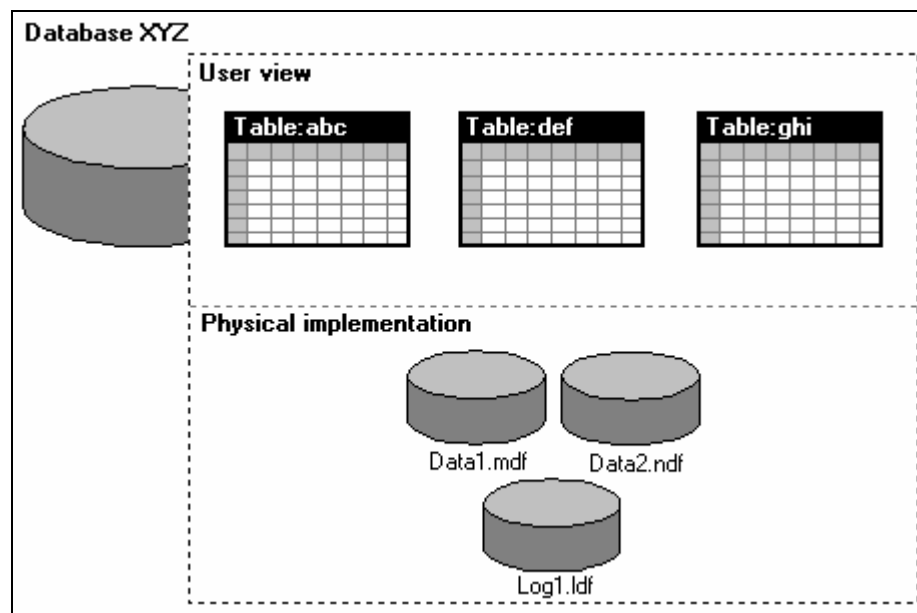 Database XYZ
User view
Table:abc
Table:def
Table:ghi
Physical implementation
Data1.mdf
Data2.ndf
Log1.ldf